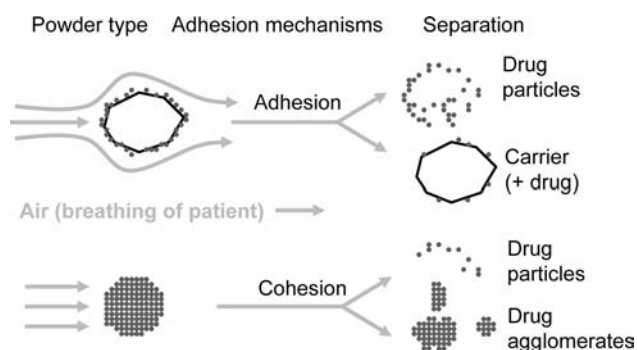 Powder type
Adhesion mechanisms
Separation
Adhesion
Drug
particles
Carrier
(+ drug)
Air (breathing of patient)
Cohesion
Drug
particles
Drug
agglomerates